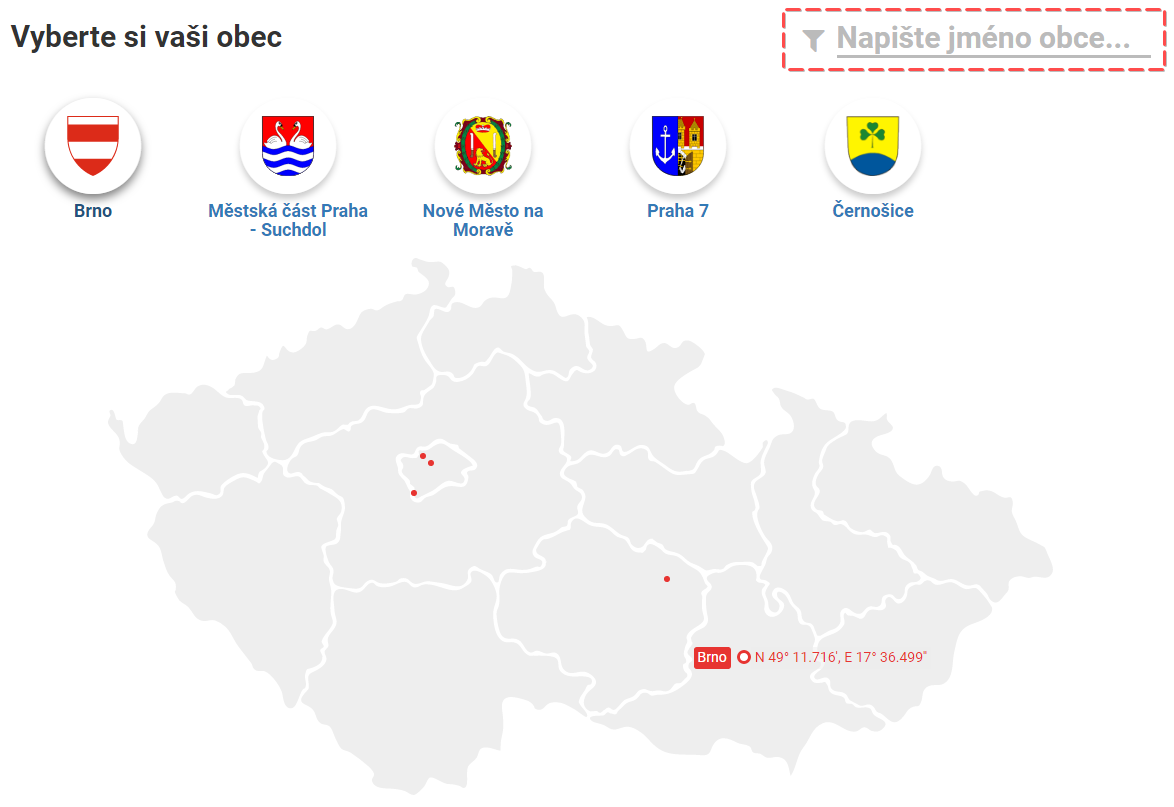 Vyberte si vaši obec
Napište jméno obce...
Brno
Městská část Praha
- Suchdol
Nové Město na
Moravě
Praha 7
Černošice
Brno N 49° 11.716', E 17° 36.499"